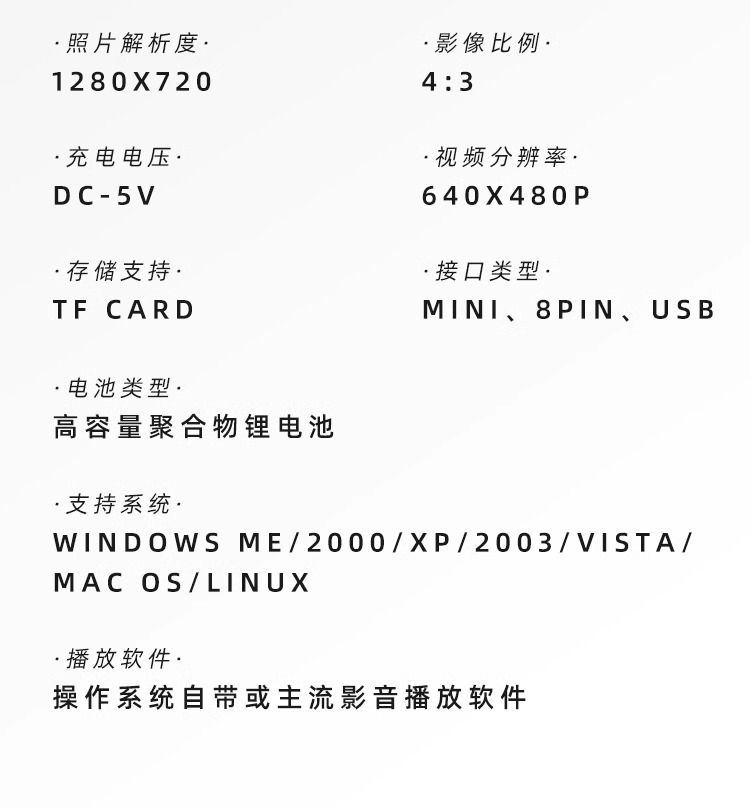 ·照片解析度·
1280X720
·影像比例·
4:3
·充电电压·
DC-5V
·视频分辨率·
640X480P
·存储支持·
TF CARD
·接口类型·
MINI、8PIN、USB
·电池类型·
高容量聚合物锂电池
·支持系统·
WINDOWS ME/2000/XP/2003/VISTA/
MAC OS/LINUX
·播放软件·
操作系统自带或主流影音播放软件